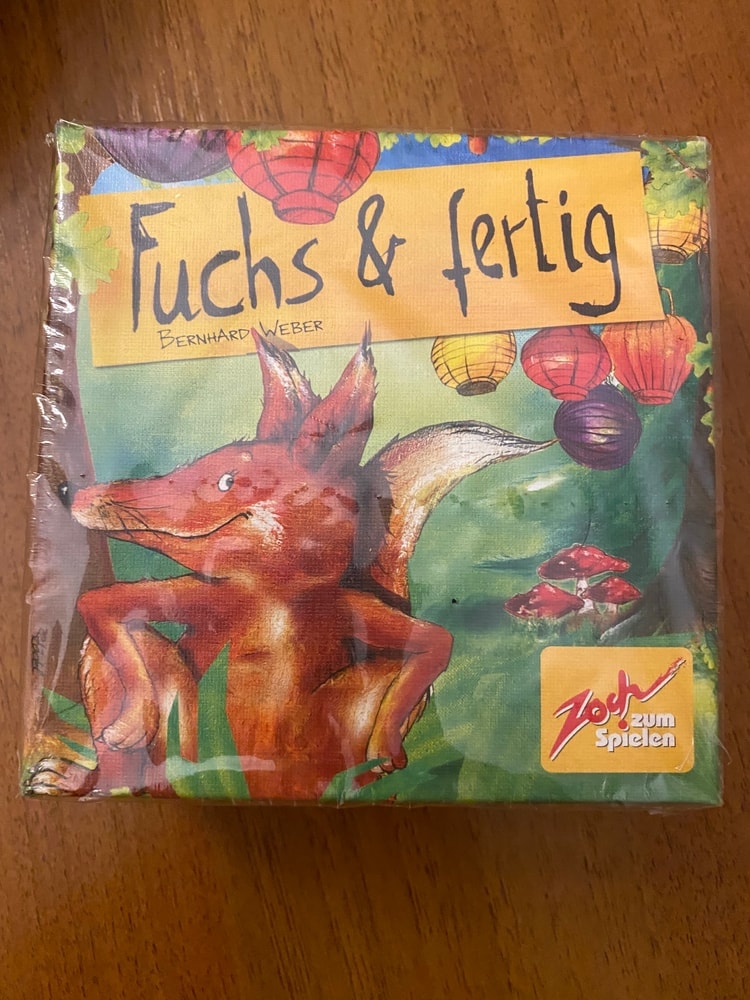 Fuchs & fertig
BERNHARD WEBER
Zoch
zum
Spielen